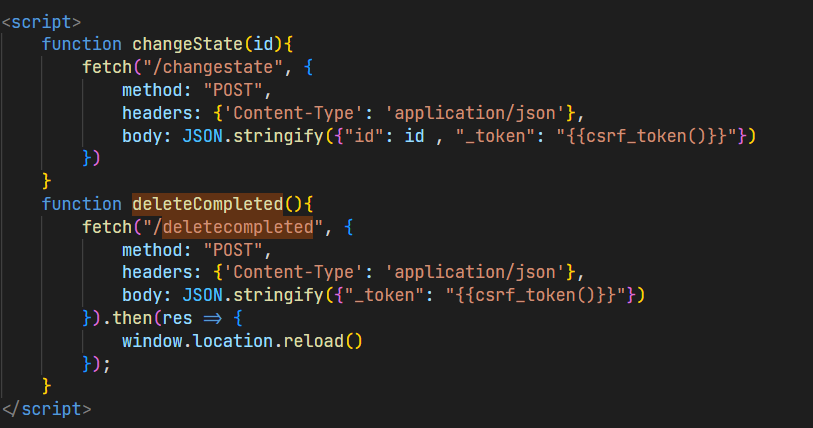 <script>
function changeState(id){
fetch("/changestate", {
method: "POST",
headers: {'Content-Type': 'application/json'},
body: JSON.stringify({"id": id , "_token": "{{csrf_token()}}"})
})
}
function deleteCompleted(){
fetch("/deletecompleted", {
method: "POST",
headers: {'Content-Type': 'application/json'},
body: JSON.stringify({"_token": "{{csrf_token()}}"})
}).then(res => {
window.location.reload()
});
}
</script>